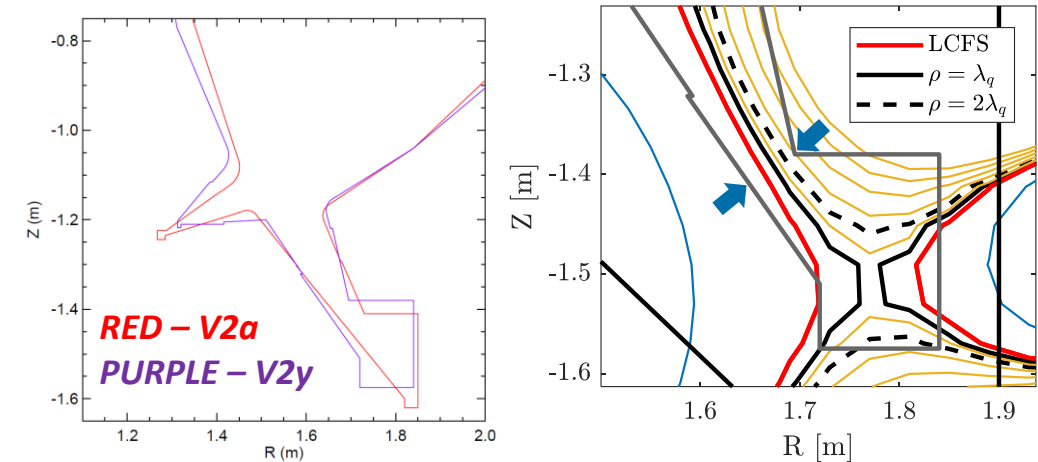 -0.8
-1.0
-1.2
-1.4
-1.6
Z (m)
1.2 1.4 1.6 1.8 2.0
R (m)
RED – V2a
PURPLE – V2y
LCFS
ρ = λq
ρ = 2λq
-1.3
-1.4
-1.5
-1.6
Z [m]
1.6 1.7 1.8 1.9
R [m]